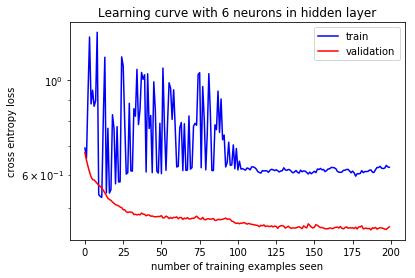 Learning curve with 6 neurons in hidden layer
train
validation
cross entropy loss
10⁰
6 × 10⁻¹
0 25 50 75 100 125 150 175 200
number of training examples seen